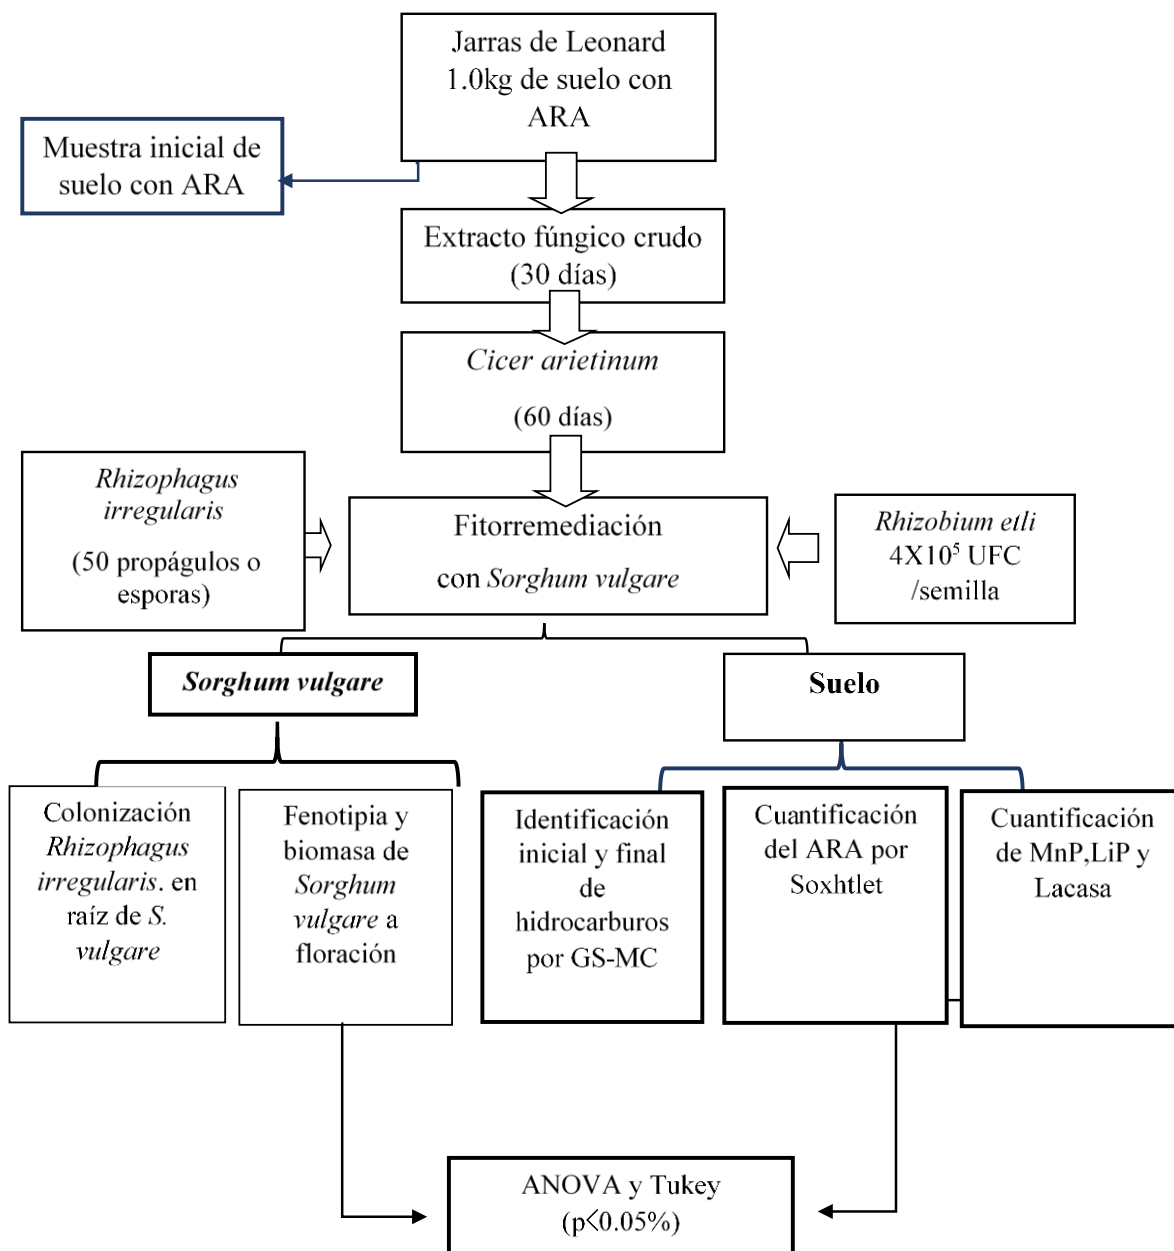 Jarras de Leonard
1.0kg de suelo con
ARA
Muestra inicial de
suelo con ARA
Extracto fúngico crudo
(30 días)
Cicer arietinum
(60 días)
Rhizophagus
irregularis
(50 propágulos o
esporas)
Fitorremediación
con Sorghum vulgare
Rhizobium etli
4X10⁵ UFC
/semilla
Sorghum vulgare
Suelo
Colonización
Rhizophagus
irregularis. en
raíz de S.
vulgare
Fenotipia y
biomasa de
Sorghum
vulgare a
floración
Identificación
inicial y final
de
hidrocarburos
por GS-MC
Cuantificación
del ARA por
Soxhtlet
Cuantificación
de MnP,LiP y
Lacasa
ANOVA y Tukey
(p<0.05%)